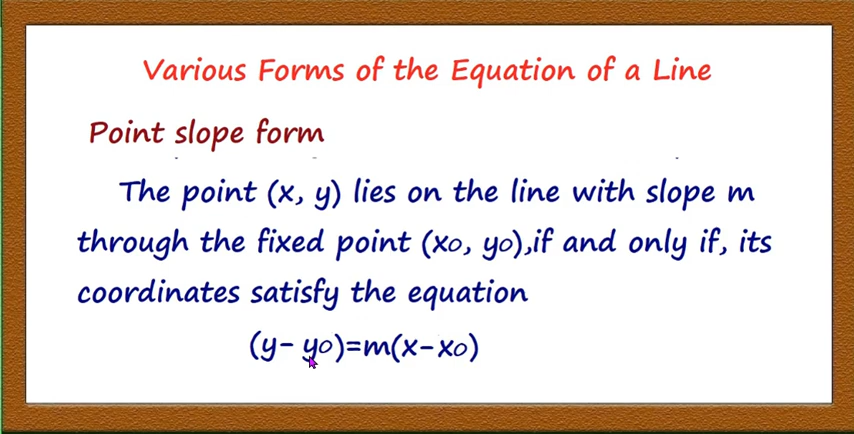 Various Forms of the Equation of a Line
Point slope form
The point (x, y) lies on the line with slope m
through the fixed point (x0, y0),if and only if, its
coordinates satisfy the equation
(y- y0)=m(x-x0)